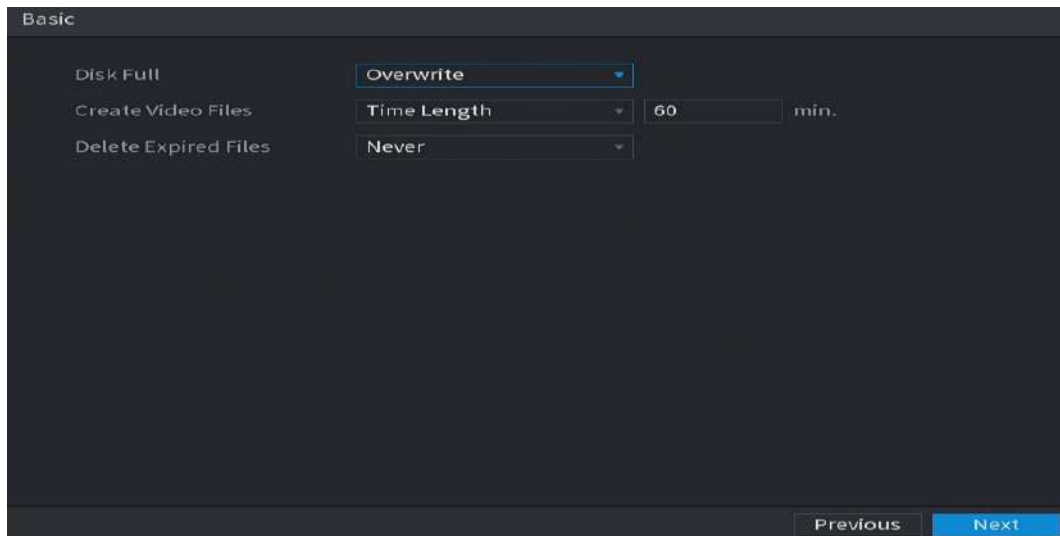 Basic
Disk Full Overwrite
Create Video Files Time Length 60 min.
Delete Expired Files Never
Previous Next